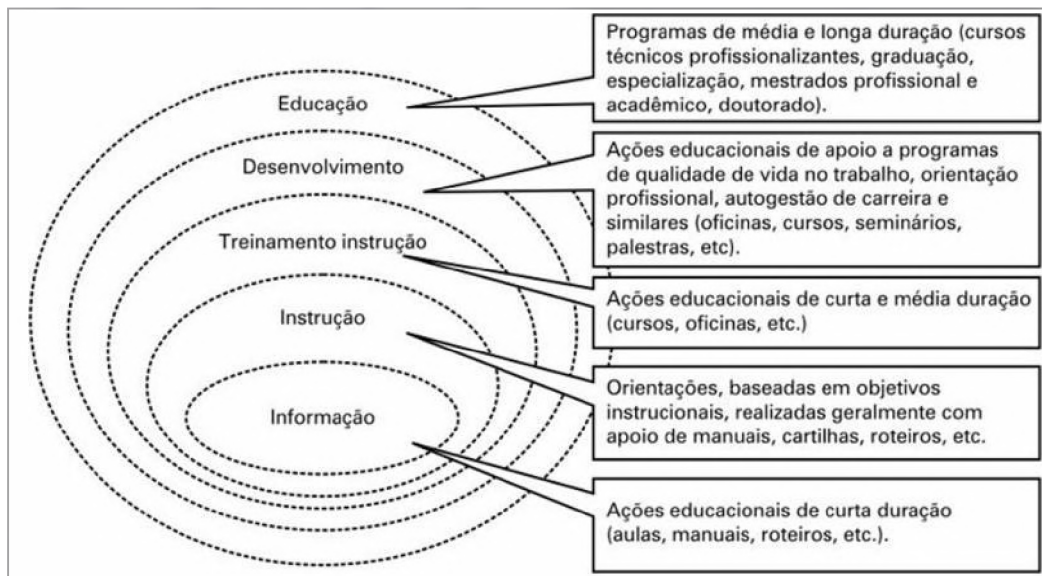 Educação
Programas de média e longa duração (cursos
técnicos profissionalizantes, graduação,
especialização, mestrados profissional e
acadêmico, doutorado).
Desenvolvimento
Ações educacionais de apoio a programas
de qualidade de vida no trabalho, orientação
profissional, autogestão de carreira e
similares (oficinas, cursos, seminários,
palestras, etc).
Treinamento instrução
Ações educacionais de curta e média duração
(cursos, oficinas, etc.)
Instrução
Orientações, baseadas em objetivos
instrucionais, realizadas geralmente com
apoio de manuais, cartilhas, roteiros, etc.
Informação
Ações educacionais de curta duração
(aulas, manuais, roteiros, etc.).